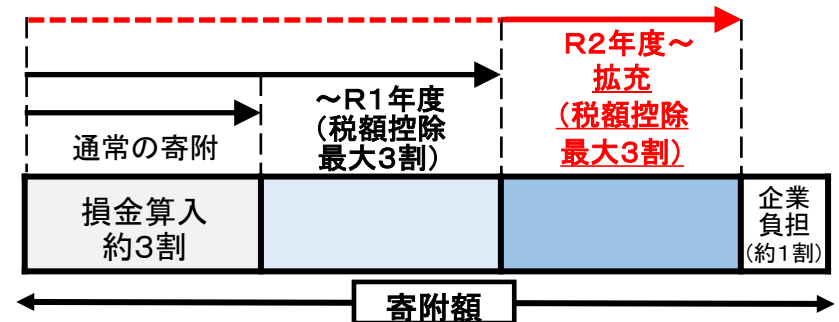 通常の寄附
～R1年度
(税額控除
最大3割)
R2年度～
拡充
(税額控除
最大3割)
損金算入
約3割
企業
負担
(約1割)
寄附額